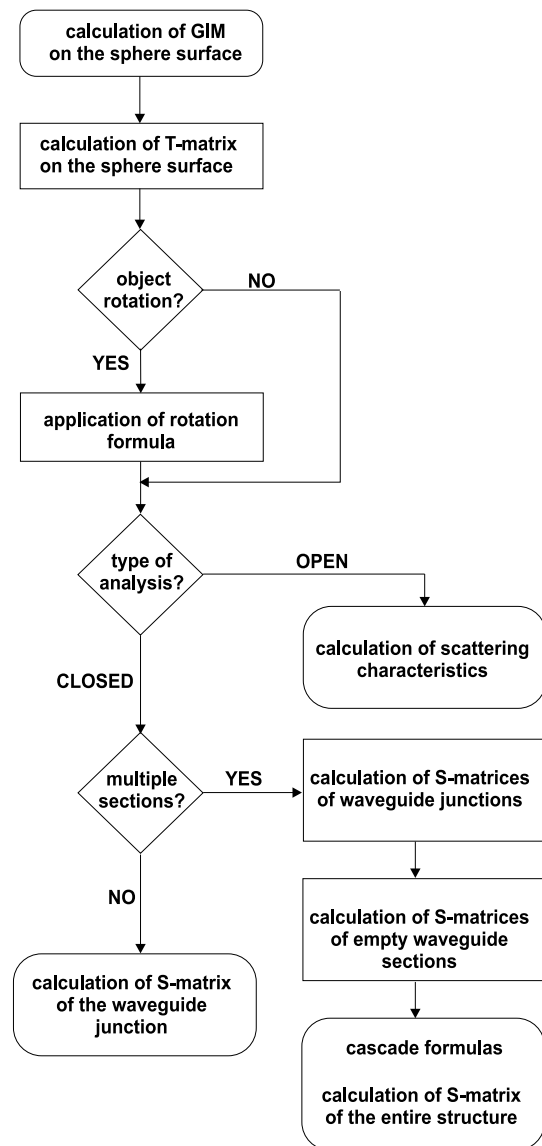 calculation of GIM
on the sphere surface
calculation of T-matrix
on the sphere surface
object
rotation?
NO
YES
application of rotation
formula
type of
analysis?
OPEN
calculation of scattering
characteristics
CLOSED
multiple
sections?
YES
calculation of S-matrices
of waveguide junctions
NO
calculation of S-matrices
of empty waveguide
sections
calculation of S-matrix
of the waveguide
junction
cascade formulas
calculation of S-matrix
of the entire structure